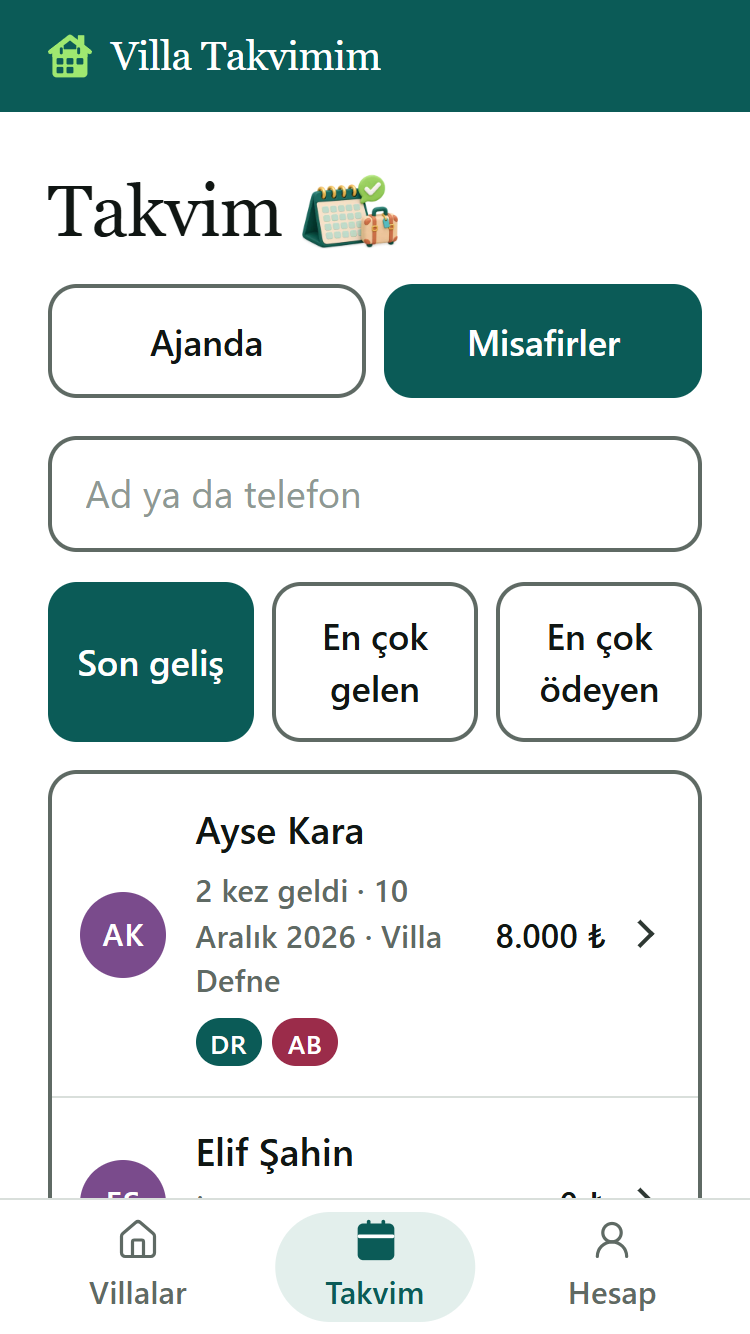 Villa Takvimim
Takvim
Ajanda
Misafirler
Ad ya da telefon
Son geliş
En çok
gelen
En çok
ödeyen
Ayse Kara
2 kez geldi · 10
Aralık 2026 · Villa
Defne
AK
8.000 ₺
DR
AB
Elif Şahin
Villalar
Takvim
Hesap